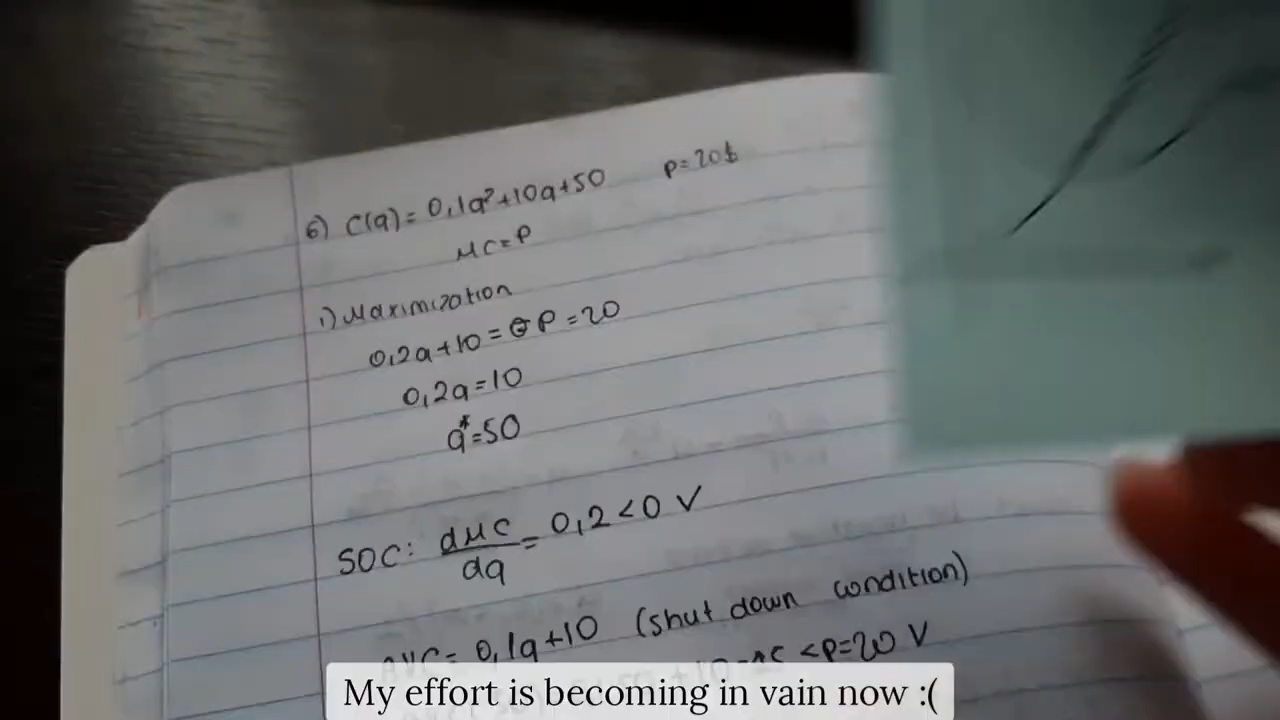 6) C(q) = 0,1q²+10q+50 p=20₺
MC=P
i) Maximization
0,2q+10 = P =20
0,2q=10
q*=50
SOC: dMC/dq = 0,2<0 V
AVC= 0,1q+10 (shut down condition)
<P=20 V
My effort is becoming in vain now :(